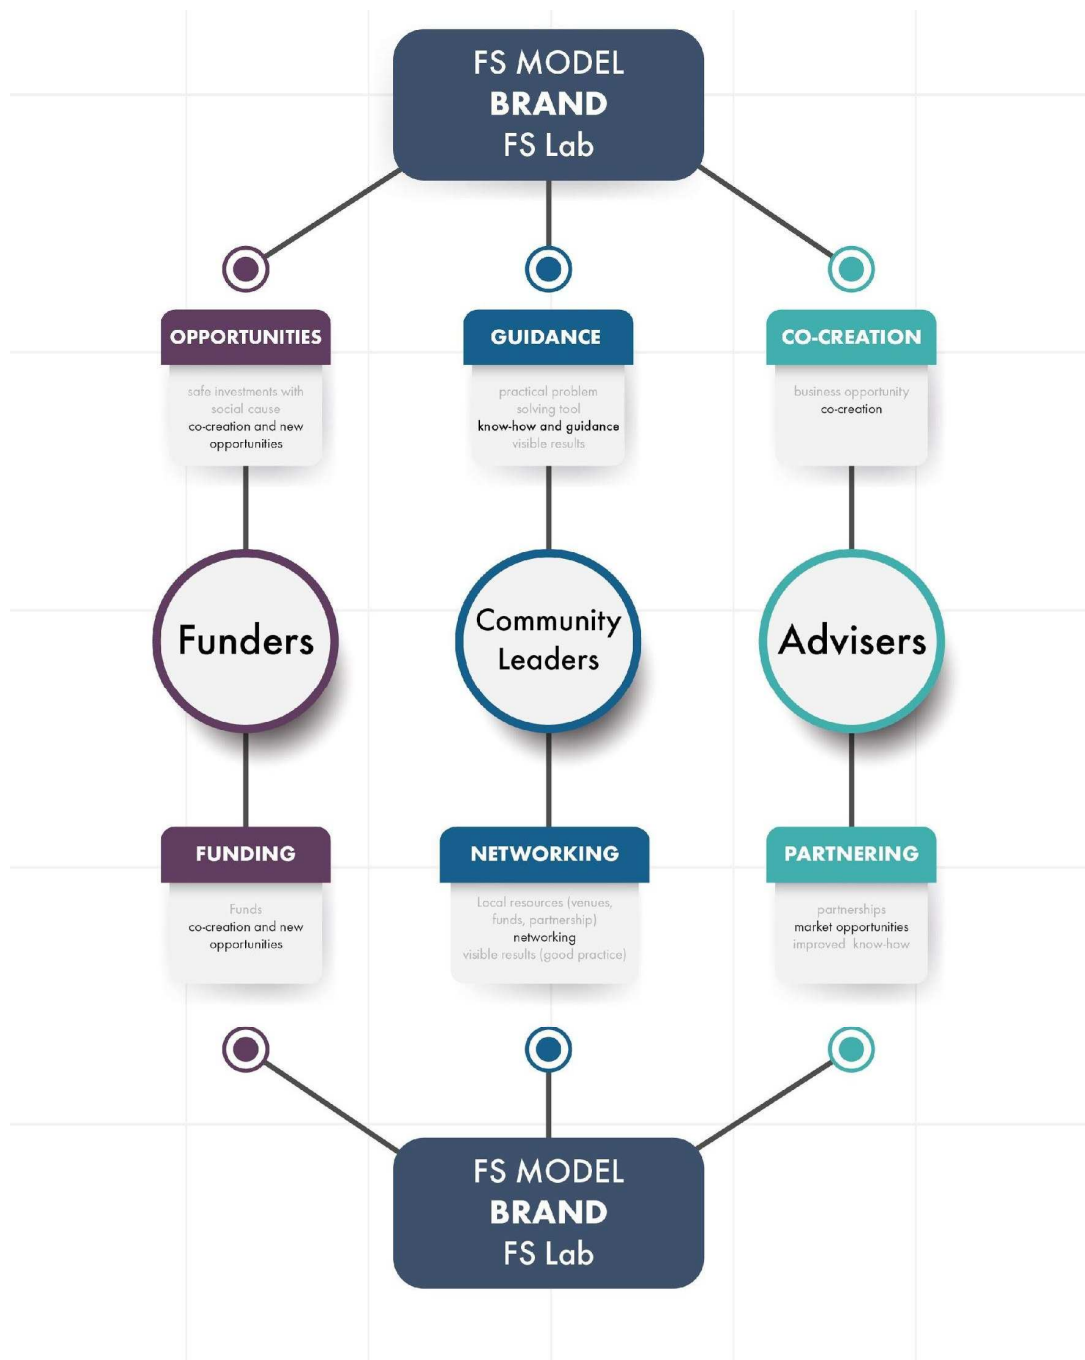 FS MODEL
BRAND
FS Lab
OPPORTUNITIES
safe investments with
social cause
co-creation and new
opportunities
GUIDANCE
practical problem
solving tool
know-how and guidance
visible results
CO-CREATION
business opportunity
co-creation
Funders
Community
Leaders
Advisers
FUNDING
Funds
co-creation and new
opportunities
NETWORKING
Local resources (venues,
funds, partnership)
networking
visible results (good practice)
PARTNERING
partnerships
market opportunities
improved know-how
FS MODEL
BRAND
FS Lab